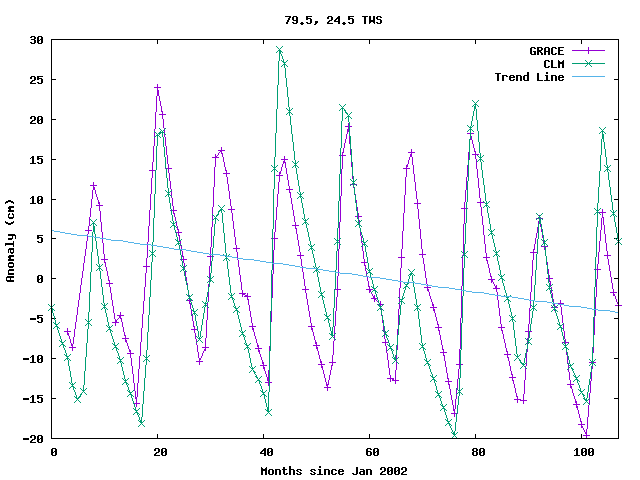 79.5, 24.5 TWS
GRACE
CLM
Trend Line
30
25
20
15
10
5
0
-5
-10
-15
-20
Anomaly (cm)
0 20 40 60 80 100
Months since Jan 2002